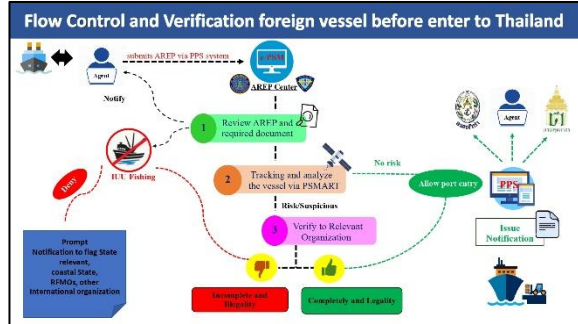 Flow Control and Verification foreign vessel before enter to Thailand
submits AREP via PPS system
e-PSM
Agent
AREP Center
Notify
1
Review AREP and
required document
IUU Fishing
Deny
2
Tracking and analyze
the vessel via PSMART
No risk
Allow port entry
Risk/Suspicious
3
Verify to Relevant
Organization
Prompt
Notification to flag State
relevant,
coastal State,
RFMOs, other
International organization
Incomplete and
Illegality
Completely and Legality
Agent
PPS
Issue
Notification